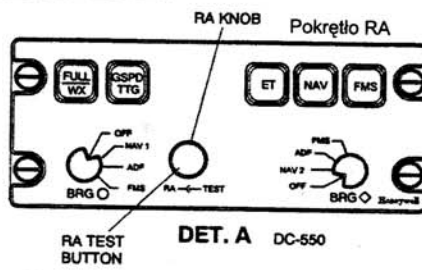 RA KNOB
Pokrętło RA
FULL
WX
GSPD
TTG
ET
NAV
FMS
OFF
NAV 1
ADF
FMS
BRG
RA
TEST
FMS
ADF
NAV 2
OFF
BRG
Honeywell
RA TEST
BUTTON
DET. A DC-550